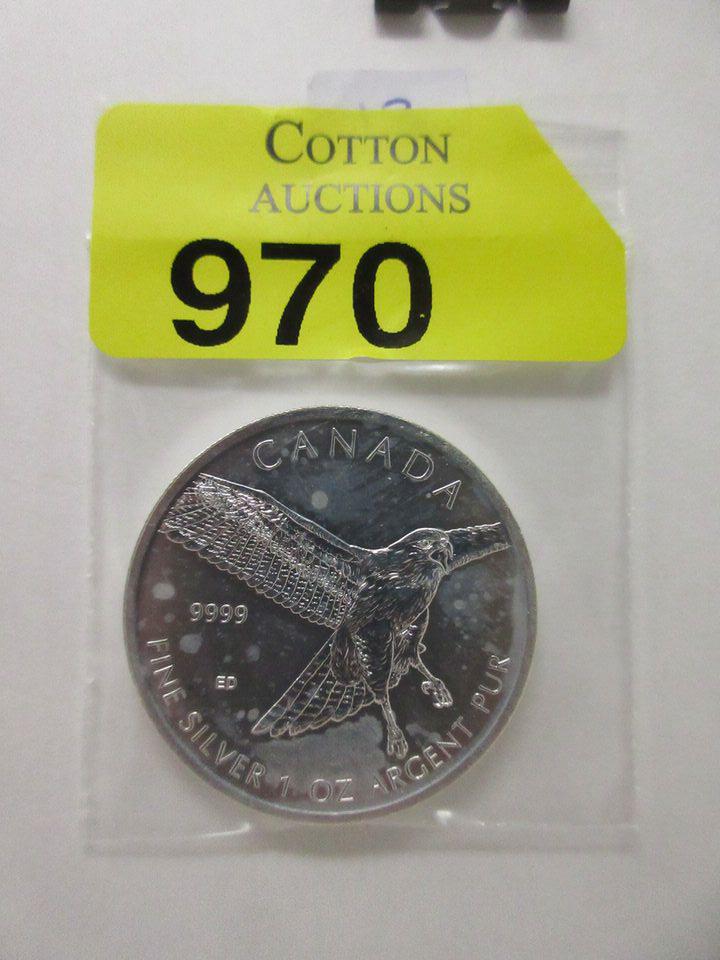 COTTON
AUCTIONS
970
CANADA
9999
ED
FINE SILVER 1 OZ ARGENT PUR